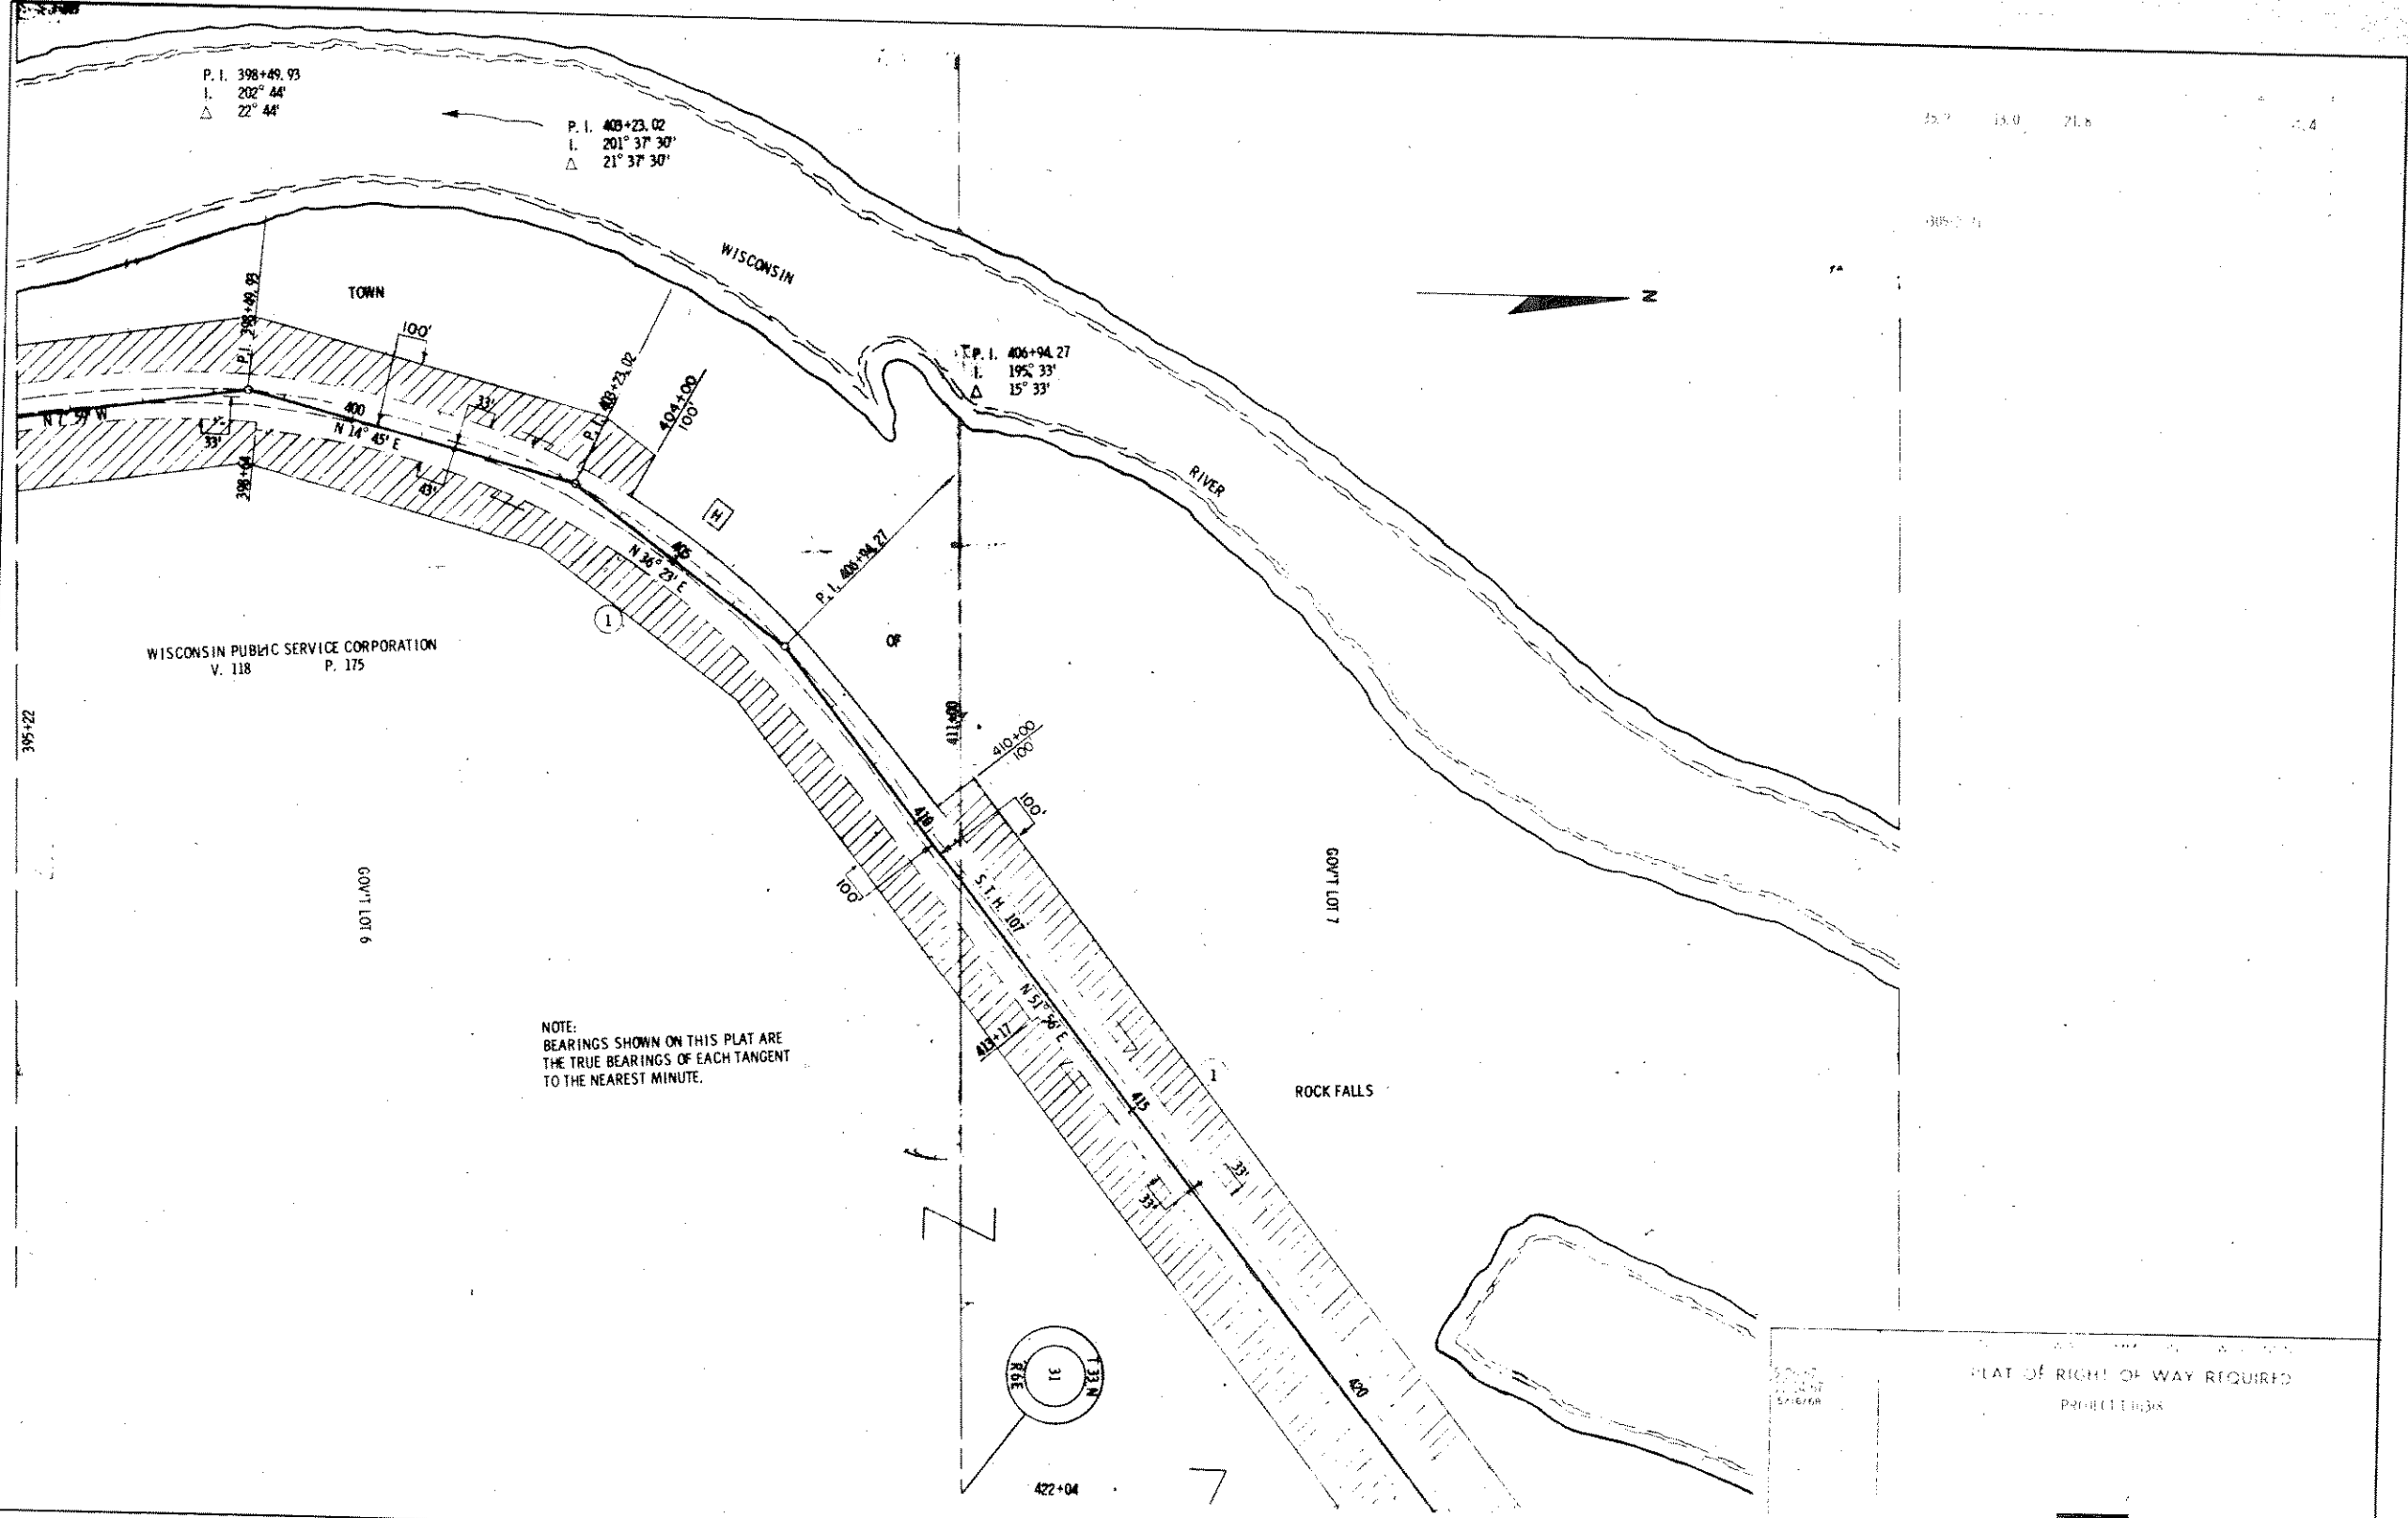 P. I. 398+49.93
I. 202° 44'
△ 22° 44'
P. I. 403+23.02
I. 201° 37' 30"
△ 21° 37' 30"
WISCONSIN
TOWN
P.I. 398+49.93
100'
33'
P.I. 403+23.02
404+00
100'
P. I. 406+94.27
I. 195° 33'
△ 15° 33'
N
RIVER
400
N 14° 45' E
33'
398+64
43'
H
405
N 36° 23' E
P. I. 406+94.27
1
OF
WISCONSIN PUBLIC SERVICE CORPORATION
V. 118 P. 175
395+22
411+00
410+00
100'
100'
410
100'
S. T. H. 107
GOV'T LOT 6
GOV'T LOT 7
N 51° 56' E
413+17
NOTE:
BEARINGS SHOWN ON THIS PLAT ARE
THE TRUE BEARINGS OF EACH TANGENT
TO THE NEAREST MINUTE.
1
415
ROCK FALLS
33'
33'
T 33 N
31
R6E
420
422+04
PLAT OF RIGHT OF WAY REQUIRED